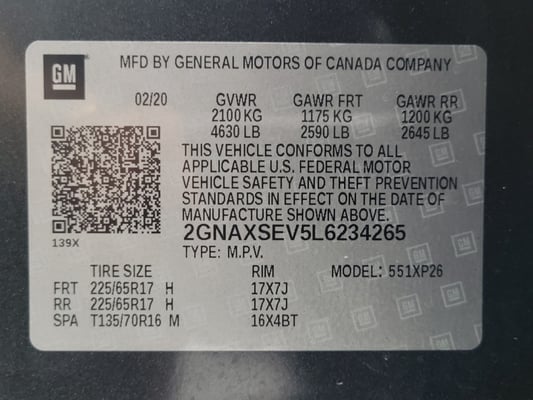 GM
MFD BY GENERAL MOTORS OF CANADA COMPANY
02/20 GVWR GAWR FRT GAWR RR
2100 KG 1175 KG 1200 KG
4630 LB 2590 LB 2645 LB
THIS VEHICLE CONFORMS TO ALL
APPLICABLE U.S. FEDERAL MOTOR
VEHICLE SAFETY AND THEFT PREVENTION
STANDARDS IN EFFECT ON THE DATE OF
MANUFACTURE SHOWN ABOVE.
2GNAXSEV5L6234265
139X
TYPE: M.P.V.
TIRE SIZE RIM MODEL: 551XP26
FRT 225/65R17 H 17X7J
RR 225/65R17 H 17X7J
SPA T135/70R16 M 16X4BT